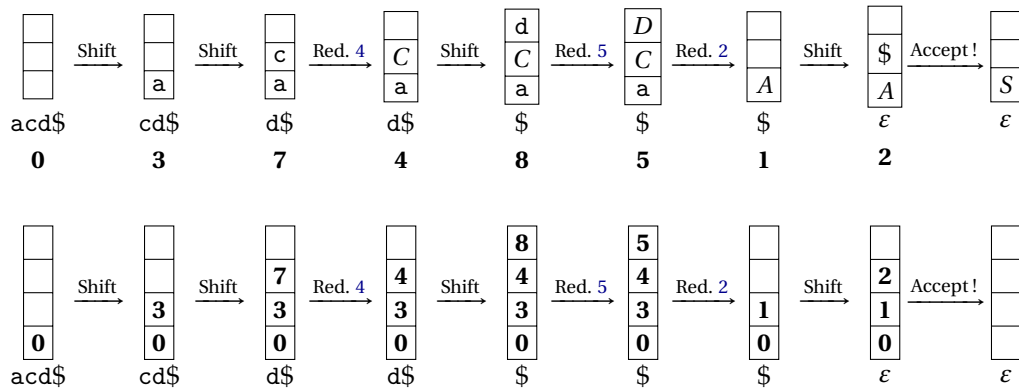 d D
c C C C $
a a a a a A A S
Shift Shift Red. 4 Shift Red. 5 Red. 2 Shift Accept !
acd$ cd$ d$ d$ $ $ $ ε ε
0 3 7 4 8 5 1 2
8 5
7 4 4 4 2
3 3 3 3 3 1 1
0 0 0 0 0 0 0 0
Shift Shift Red. 4 Shift Red. 5 Red. 2 Shift Accept !
acd$ cd$ d$ d$ $ $ $ ε ε